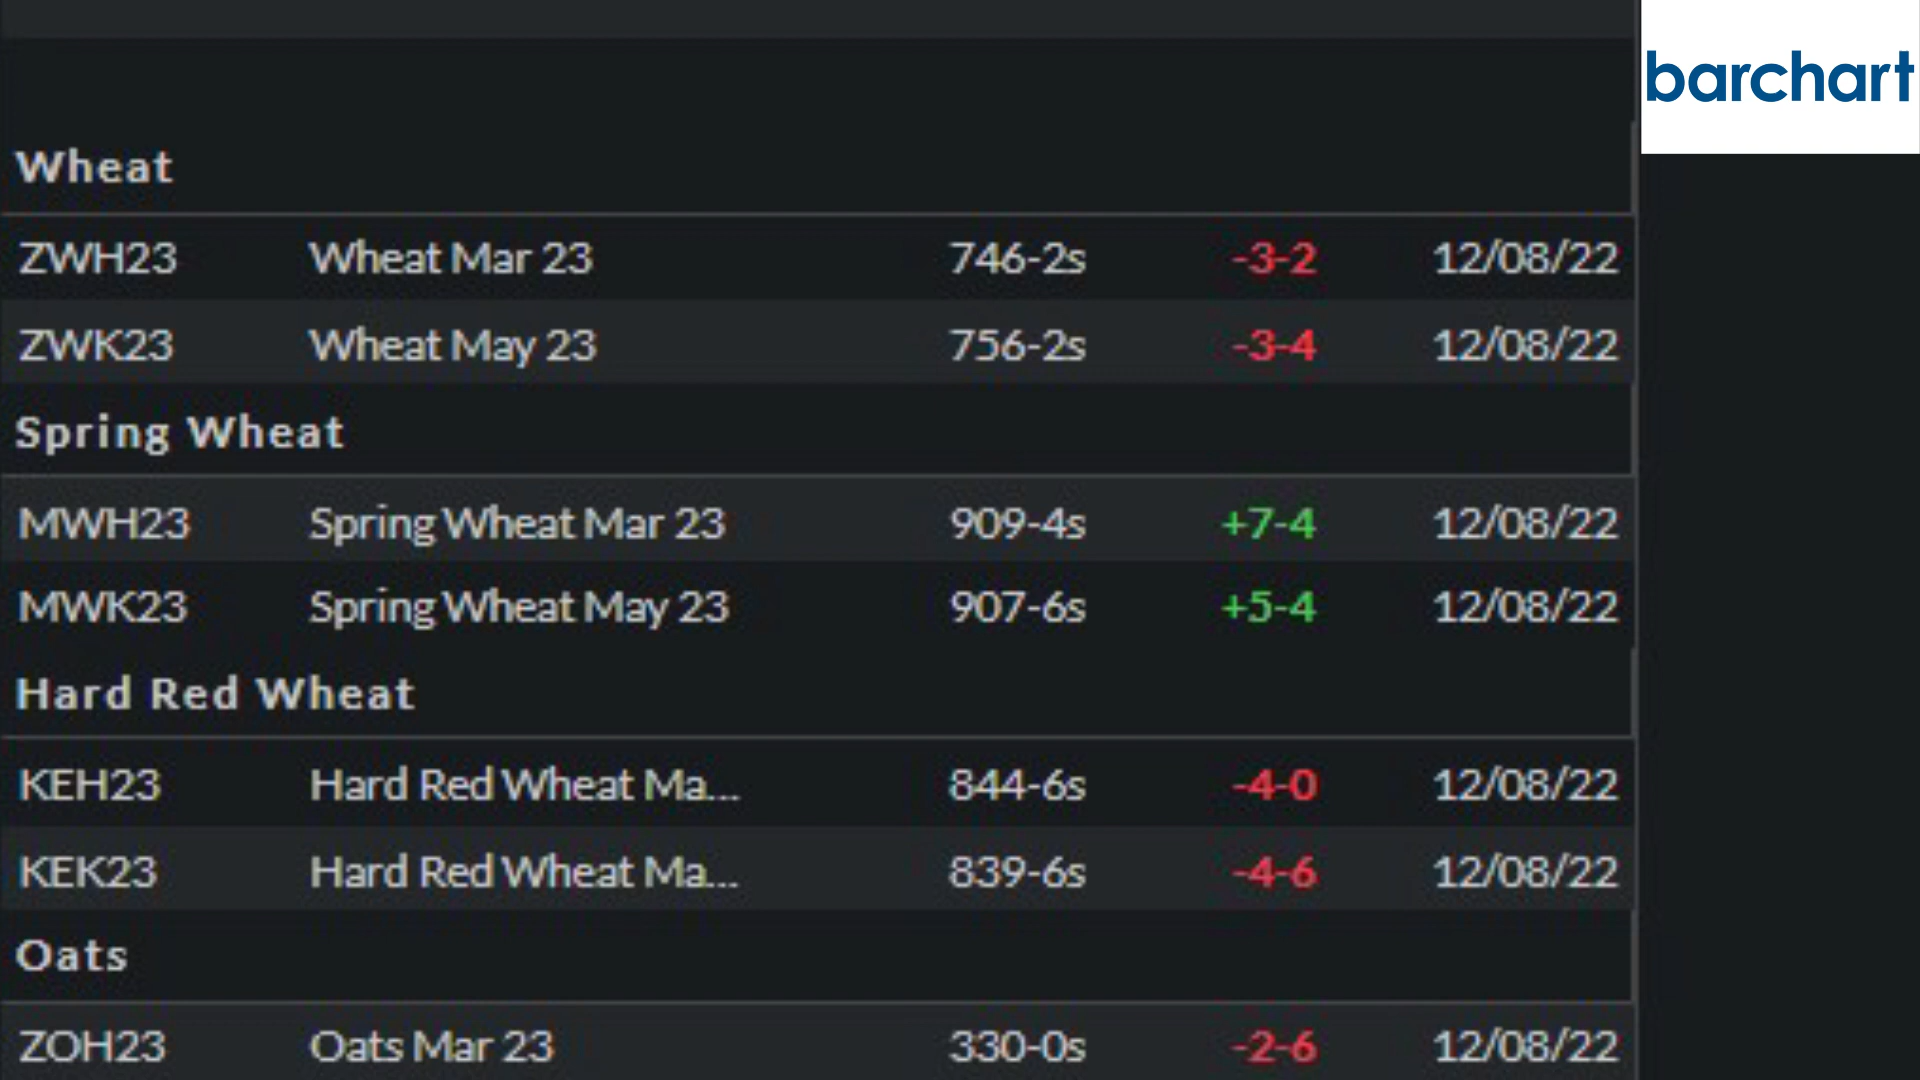 barchart
Wheat
ZWH23 Wheat Mar 23 746-2s -3-2 12/08/22
ZWK23 Wheat May 23 756-2s -3-4 12/08/22
Spring Wheat
MWH23 Spring Wheat Mar 23 909-4s +7-4 12/08/22
MWK23 Spring Wheat May 23 907-6s +5-4 12/08/22
Hard Red Wheat
KEH23 Hard Red Wheat Ma... 844-6s -4-0 12/08/22
KEK23 Hard Red Wheat Ma... 839-6s -4-6 12/08/22
Oats
ZOH23 Oats Mar 23 330-0s -2-6 12/08/22